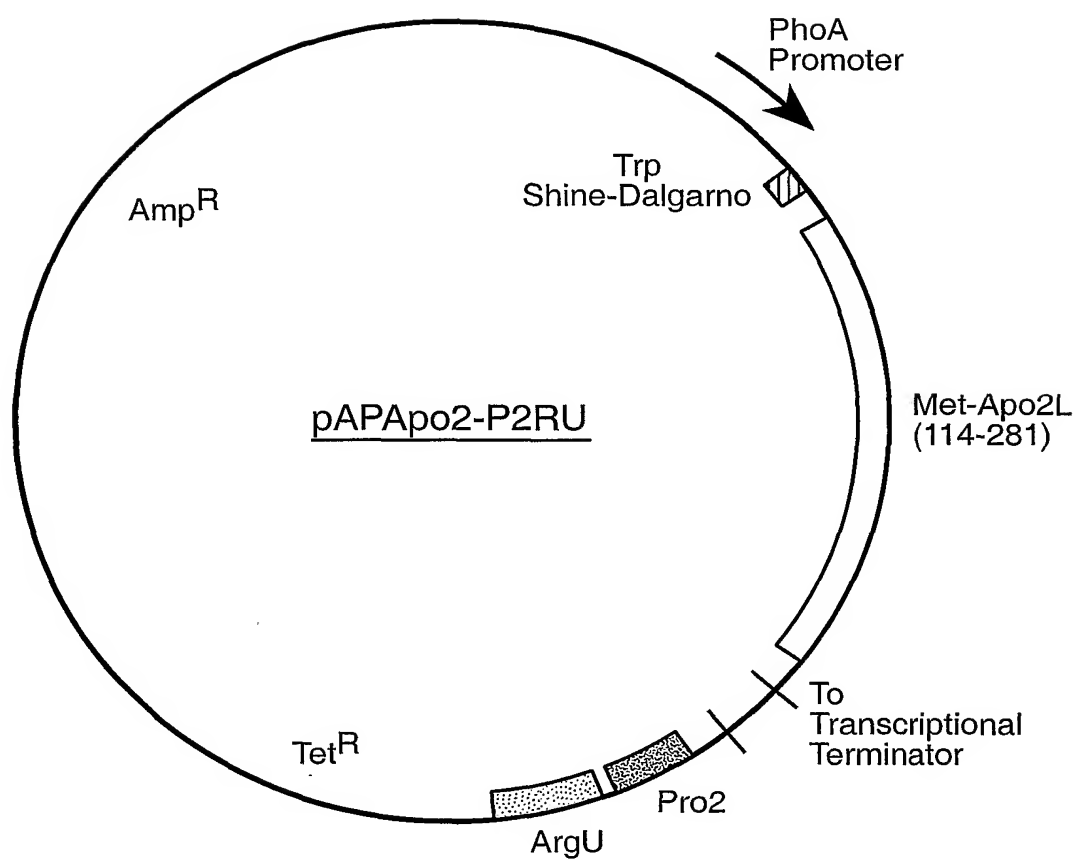 PhoA
Promoter
Trp
Shine-Dalgarno
AmpR
pAPApo2-P2RU
Met-Apo2L
(114-281)
To
Transcriptional
Terminator
TetR
Pro2
ArgU